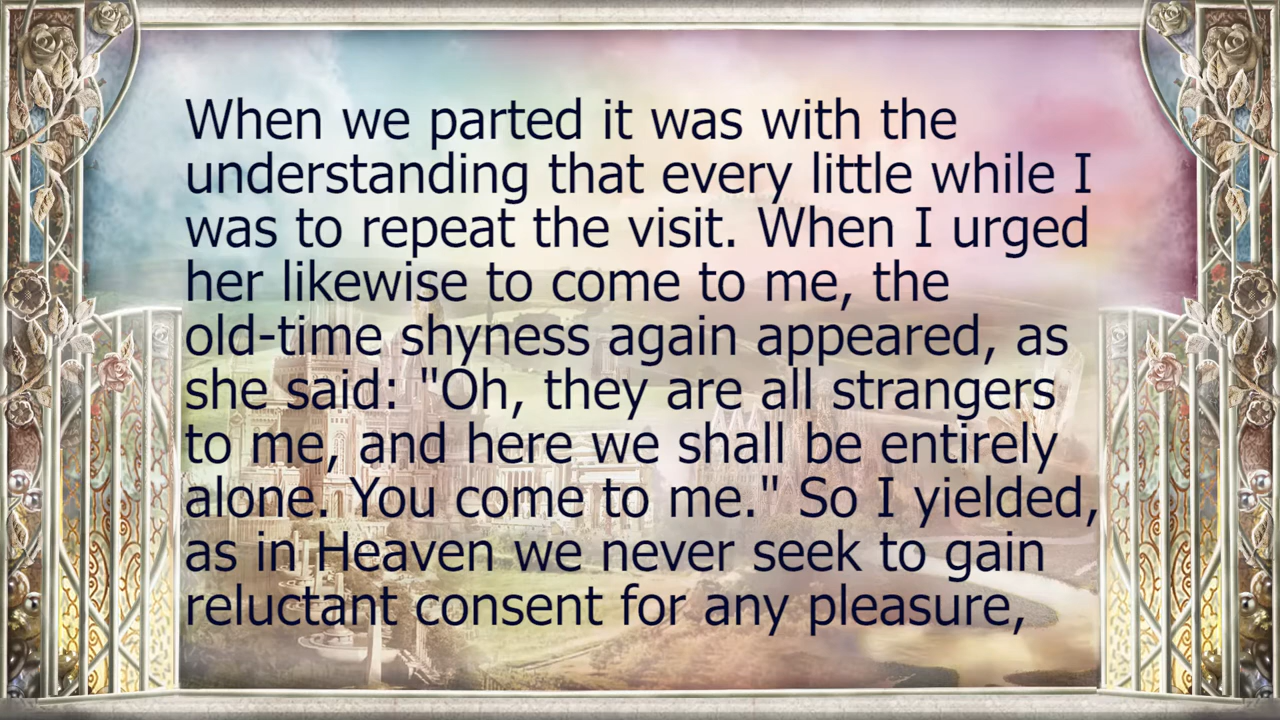 When we parted it was with the
understanding that every little while I
was to repeat the visit. When I urged
her likewise to come to me, the
old-time shyness again appeared, as
she said: "Oh, they are all strangers
to me, and here we shall be entirely
alone. You come to me." So I yielded,
as in Heaven we never seek to gain
reluctant consent for any pleasure,